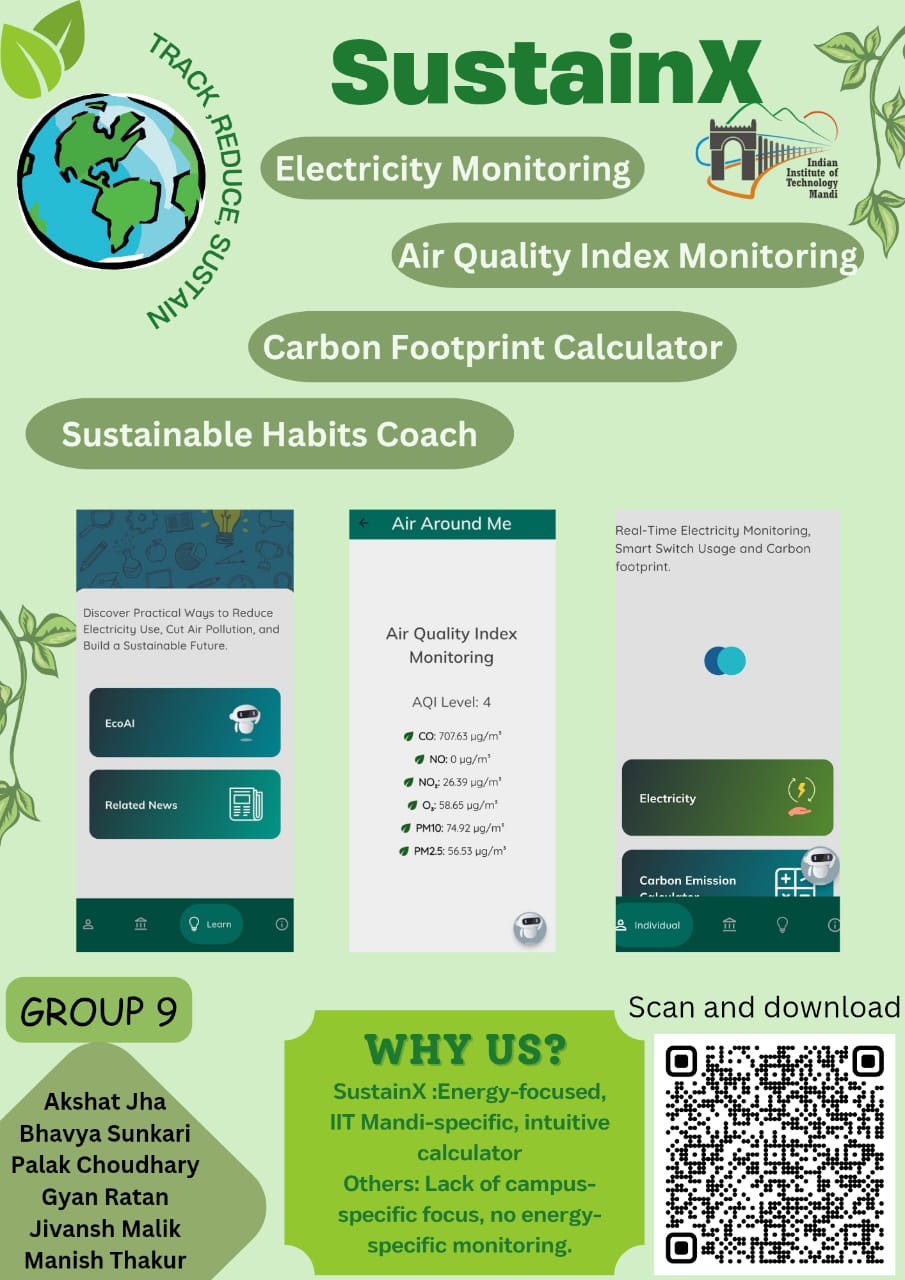 SustainX
TRACK ,REDUCE, SUSTAIN
Indian
Institute of
Technology
Mandi
Electricity Monitoring
Air Quality Index Monitoring
Carbon Footprint Calculator
Sustainable Habits Coach
Discover Practical Ways to Reduce
Electricity Use, Cut Air Pollution, and
Build a Sustainable Future.
EcoAI
Related News
Learn
Air Around Me
Air Quality Index
Monitoring
AQI Level: 4
CO: 707.63 µg/m³
NO: 0 µg/m³
NO₂: 26.39 µg/m³
O₃: 58.65 µg/m³
PM10: 74.92 µg/m³
PM2.5: 56.53 µg/m³
Real-Time Electricity Monitoring,
Smart Switch Usage and Carbon
footprint.
Electricity
Carbon Emission
Calculator
Individual
GROUP 9
Akshat Jha
Bhavya Sunkari
Palak Choudhary
Gyan Ratan
Jivansh Malik
Manish Thakur
WHY US?
SustainX :Energy-focused,
IIT Mandi-specific, intuitive
calculator
Others: Lack of campus-
specific focus, no energy-
specific monitoring.
Scan and download